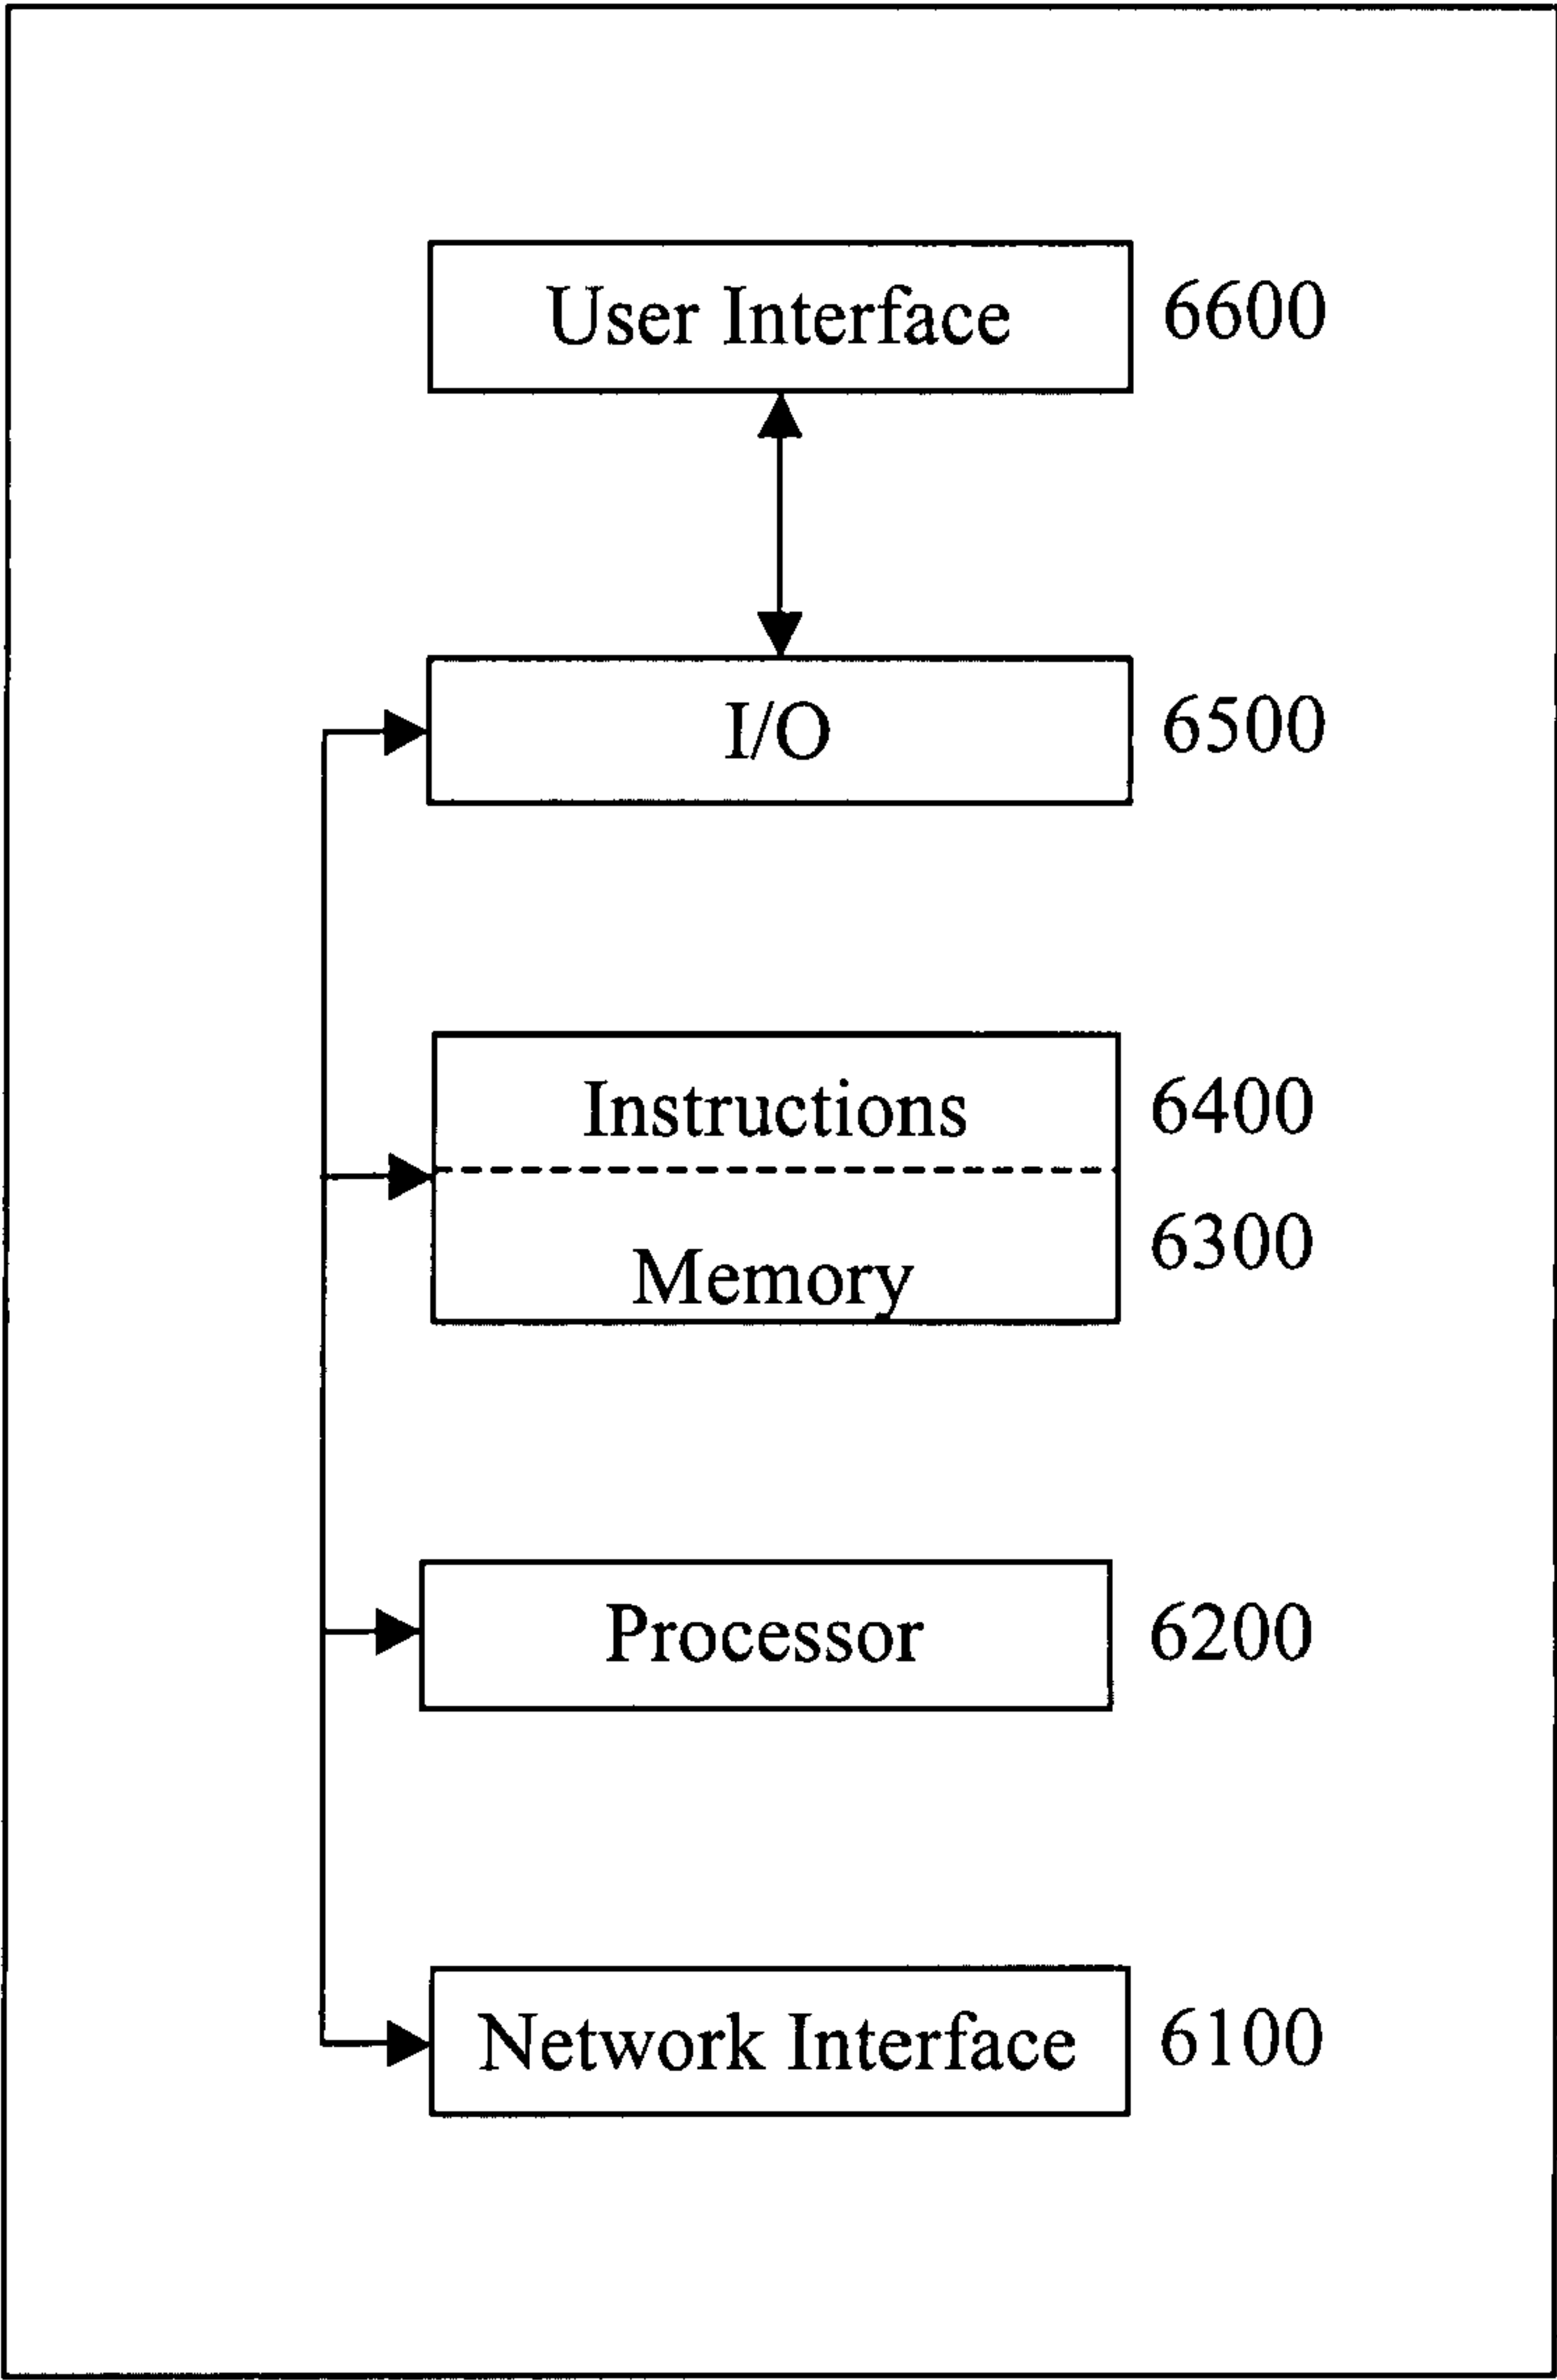 User Interface 6600
I/O 6500
Instructions 6400
Memory 6300
Processor 6200
Network Interface 6100